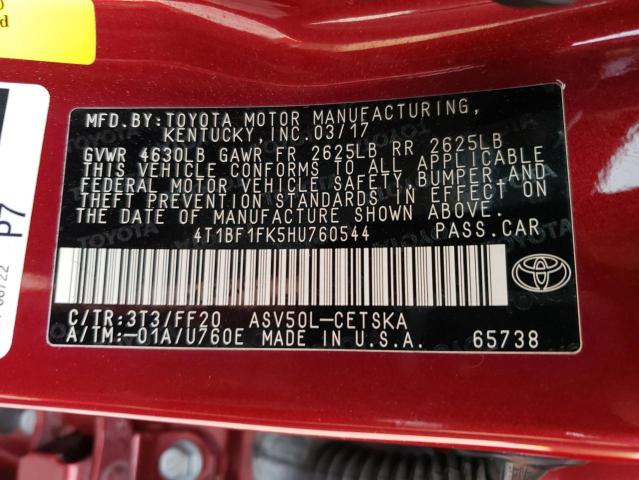 MFD.BY:TOYOTA MOTOR MANUFACTURING,
KENTUCKY, INC. 03/17
GVWR 4630LB GAWR FR 2625LB RR 2625LB
THIS VEHICLE CONFORMS TO ALL APPLICABLE
FEDERAL MOTOR VEHICLE SAFETY, BUMPER, AND
THEFT PREVENTION STANDARDS IN EFFECT ON
THE DATE OF MANUFACTURE SHOWN ABOVE.
4T1BF1FK5HU760544 PASS.CAR
C/TR:3T3/FF20 ASV50L-CETSKA
A/TM:-01A/U760E MADE IN U.S.A. 65738
P7